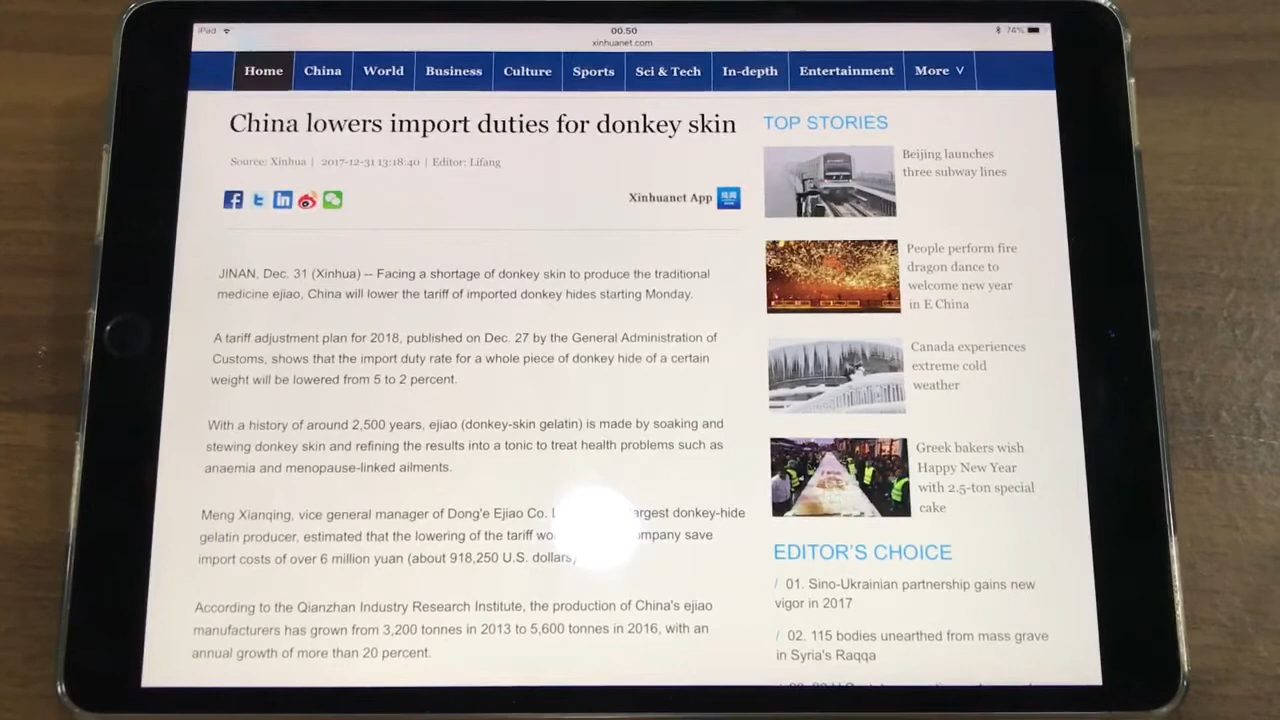 iPad
00.50
74%
xinhuanet.com
Home China World Business Culture Sports Sci & Tech In-depth Entertainment More
China lowers import duties for donkey skin
Source: Xinhua | 2017-12-31 13:18:40 | Editor: Lifang
Xinhuanet App
JINAN, Dec. 31 (Xinhua) -- Facing a shortage of donkey skin to produce the traditional
medicine ejiao, China will lower the tariff of imported donkey hides starting Monday.
A tariff adjustment plan for 2018, published on Dec. 27 by the General Administration of
Customs, shows that the import duty rate for a whole piece of donkey hide of a certain
weight will be lowered from 5 to 2 percent.
With a history of around 2,500 years, ejiao (donkey-skin gelatin) is made by soaking and
stewing donkey skin and refining the results into a tonic to treat health problems such as
anaemia and menopause-linked ailments.
Meng Xianqing, vice general manager of Dong'e Ejiao Co. donkey-hide
gelatin producer, estimated that the lowering of the tariff save
import costs of over 6 million yuan (about 918,250 U.S. dollars)
According to the Qianzhan Industry Research Institute, the production of China's ejiao
manufacturers has grown from 3,200 tonnes in 2013 to 5,600 tonnes in 2016, with an
annual growth of more than 20 percent.
TOP STORIES
Beijing launches
three subway lines
People perform fire
dragon dance to
welcome new year
in E China
Canada experiences
extreme cold
weather
Greek bakers wish
Happy New Year
with 2.5-ton special
cake
EDITOR'S CHOICE
/ 01. Sino-Ukrainian partnership gains new
vigor in 2017
/ 02. 115 bodies unearthed from mass grave
in Syria's Raqqa